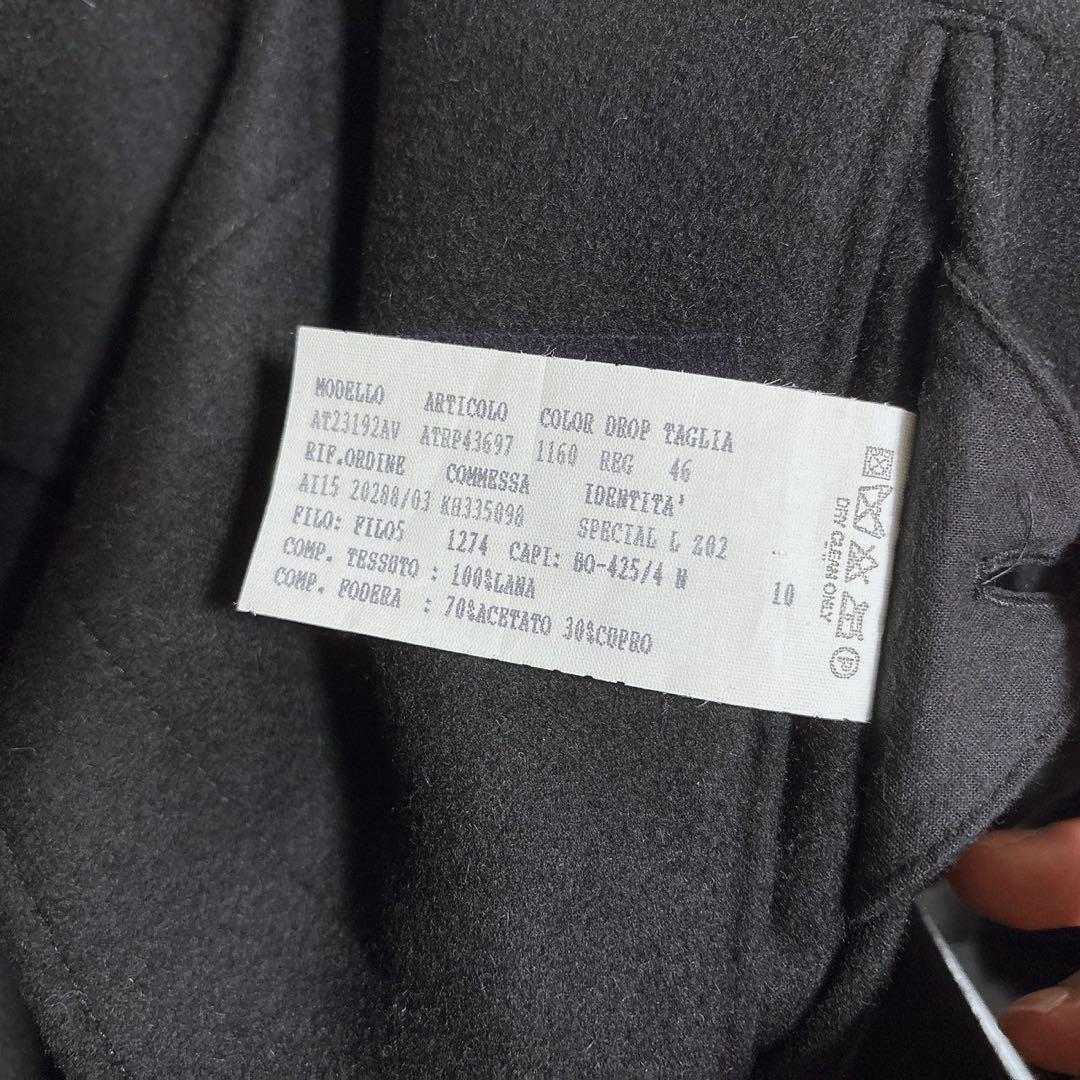 MODELLO ARTICOLO COLOR DROP TAGLIA
AT23192AV ATRP43697 1160 REG 46
RIF.ORDINE COMMESSA IDENTITA'
AI15 20288/03 KH335098 SPECIAL L Z02
FILO: FILO5 1274 CAPI: BO-425/4 N 10
COMP. TESSUTO : 100%LANA
COMP. FODERA : 70%ACETATO 30%CUPRO
DRY CLEAN ONLY
P